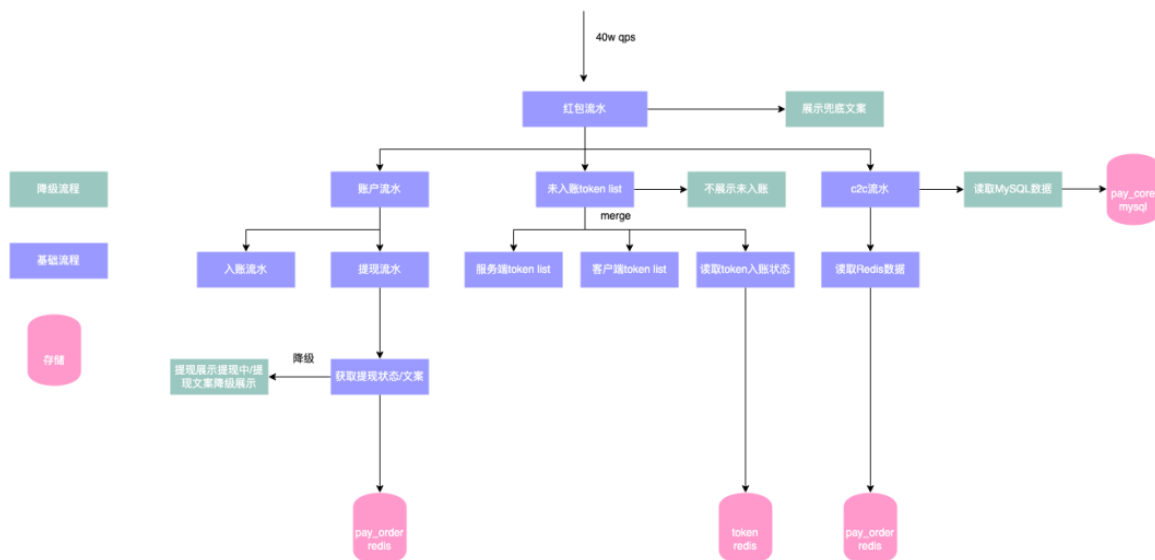 40w qps
红包流水
展示兜底文案
降级流程
账户流水
未入账token list
不展示未入账
c2c流水
读取MySQL数据
pay_core
mysql
merge
基础流程
入账流水
提现流水
服务端token list
客户端token list
读取token入账状态
读取Redis数据
存储
降级
提现展示提现中/提
现文案降级展示
获取提现状态/文案
pay_order
redis
token
redis
pay_order
redis